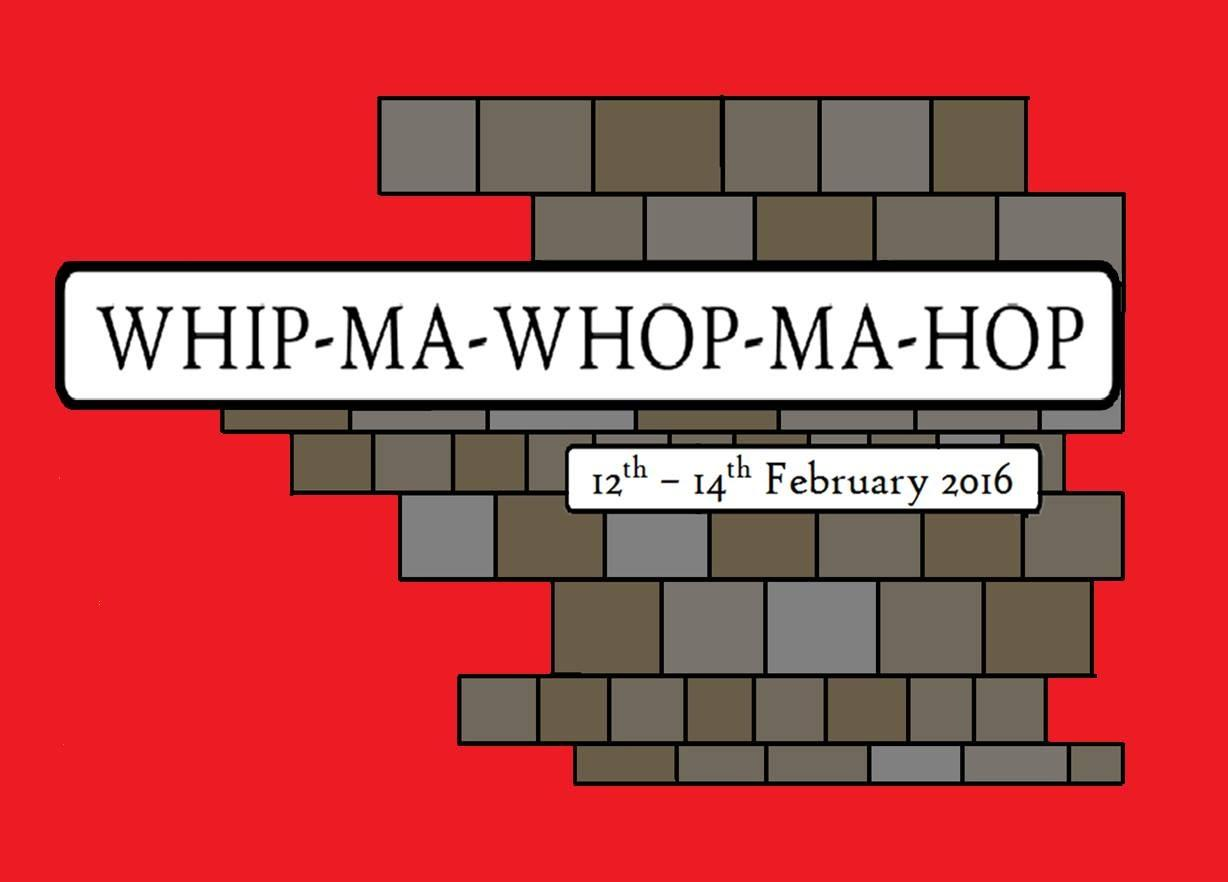 WHIP-MA-WHOP-MA-HOP
12th – 14th February 2016